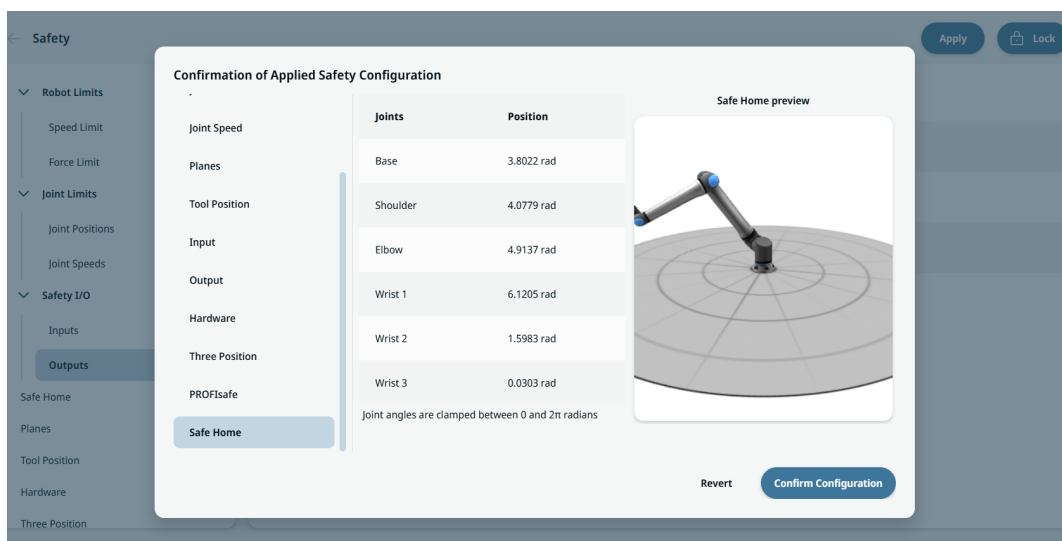 Safety
Apply
Lock
Robot Limits
Speed Limit
Force Limit
Joint Limits
Joint Positions
Joint Speeds
Safety I/O
Inputs
Outputs
Safe Home
Planes
Tool Position
Hardware
Three Position
Confirmation of Applied Safety Configuration
Joint Speed
Planes
Tool Position
Input
Output
Hardware
Three Position
PROFIsafe
Safe Home
Joints Position
Base 3.8022 rad
Shoulder 4.0779 rad
Elbow 4.9137 rad
Wrist 1 6.1205 rad
Wrist 2 1.5983 rad
Wrist 3 0.0303 rad
Joint angles are clamped between 0 and 2π radians
Safe Home preview
Revert
Confirm Configuration